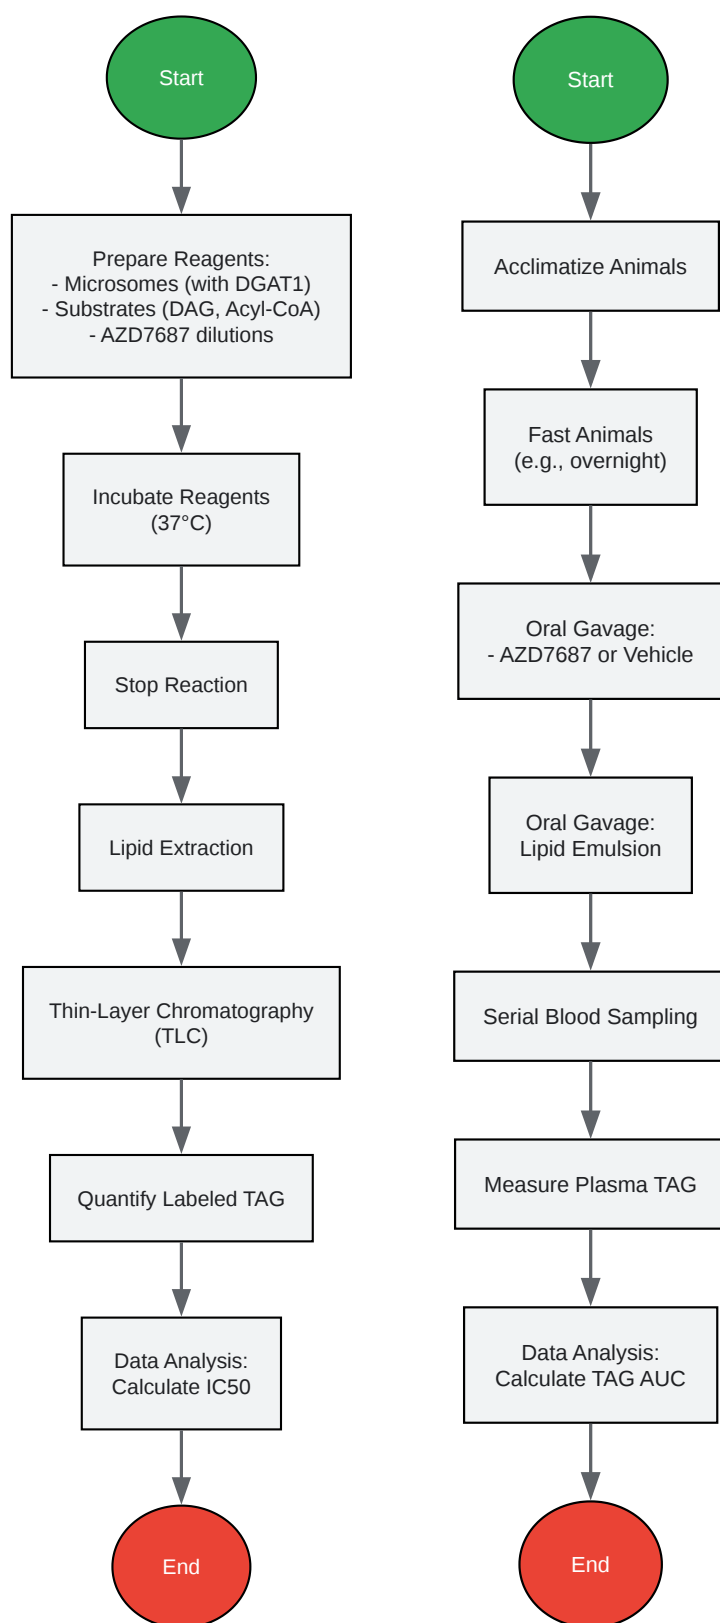 Start
Prepare Reagents:
- Microsomes (with DGAT1)
- Substrates (DAG, Acyl-CoA)
- AZD7687 dilutions
Incubate Reagents
(37°C)
Stop Reaction
Lipid Extraction
Thin-Layer Chromatography
(TLC)
Quantify Labeled TAG
Data Analysis:
Calculate IC50
End
Start
Acclimatize Animals
Fast Animals
(e.g., overnight)
Oral Gavage:
- AZD7687 or Vehicle
Oral Gavage:
Lipid Emulsion
Serial Blood Sampling
Measure Plasma TAG
Data Analysis:
Calculate TAG AUC
End